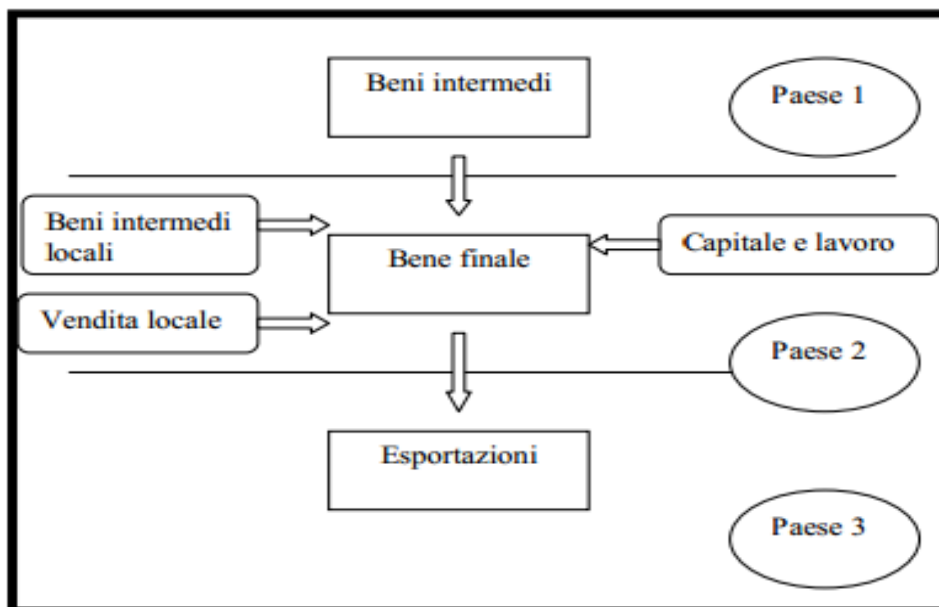 Beni intermedi
Paese 1
Beni intermedi
locali
Bene finale
Capitale e lavoro
Vendita locale
Paese 2
Esportazioni
Paese 3